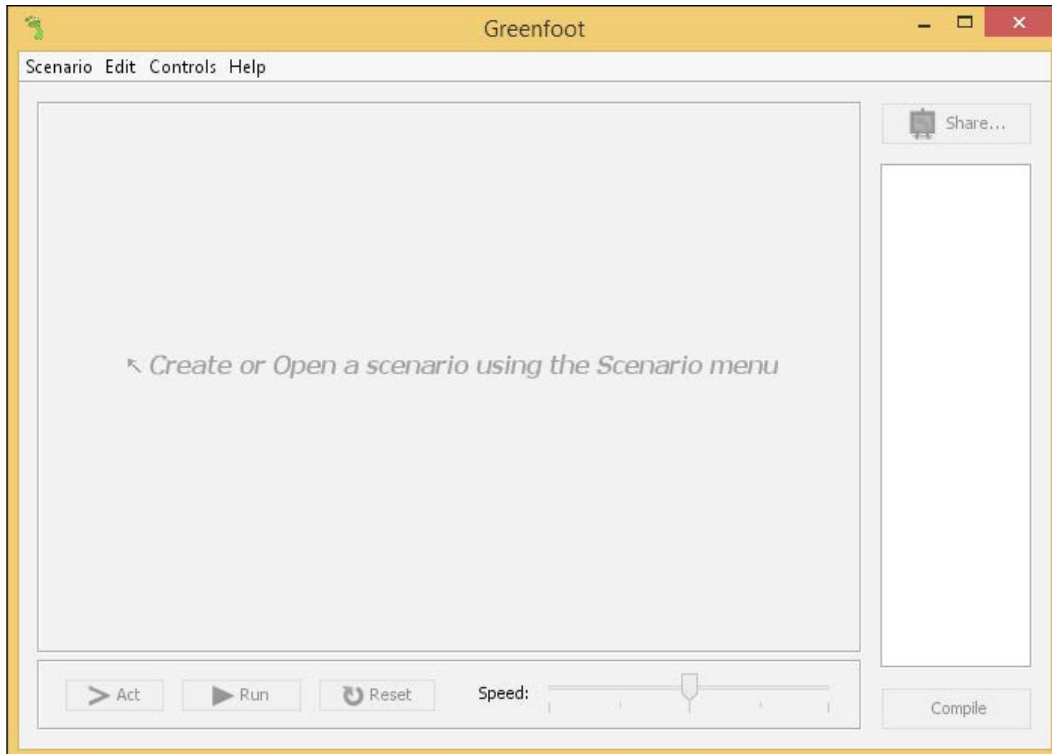 Greenfoot
Scenario Edit Controls Help
Share...
Create or Open a scenario using the Scenario menu
Act Run Reset Speed:
Compile